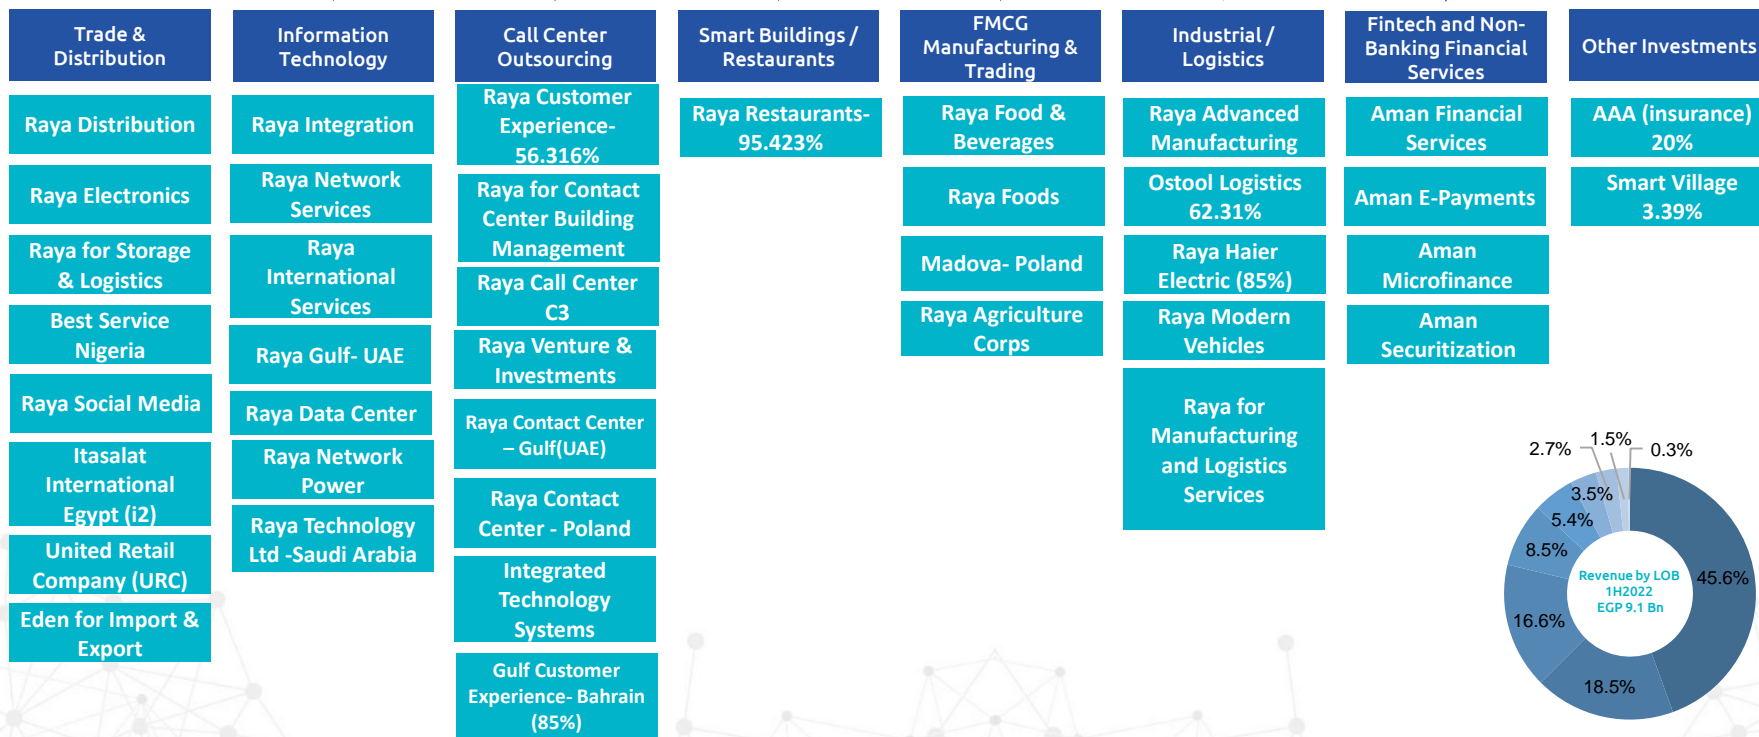 Trade &
Distribution
Raya Distribution
Raya Electronics
Raya for Storage
& Logistics
Best Service
Nigeria
Raya Social Media
Itasalat
International
Egypt (i2)
United Retail
Company (URC)
Eden for Import &
Export
Information
Technology
Raya Integration
Raya Network
Services
Raya
International
Services
Raya Gulf- UAE
Raya Data Center
Raya Network
Power
Raya Technology
Ltd -Saudi Arabia
Call Center
Outsourcing
Raya Customer
Experience-
56.316%
Raya for Contact
Center Building
Management
Raya Call Center
C3
Raya Venture &
Investments
Raya Contact Center
– Gulf(UAE)
Raya Contact
Center - Poland
Integrated
Technology
Systems
Gulf Customer
Experience- Bahrain
(85%)
Smart Buildings /
Restaurants
Raya Restaurants-
95.423%
FMCG
Manufacturing &
Trading
Raya Food &
Beverages
Raya Foods
Madova- Poland
Raya Agriculture
Corps
Industrial /
Logistics
Raya Advanced
Manufacturing
Ostool Logistics
62.31%
Raya Haier
Electric (85%)
Raya Modern
Vehicles
Raya for
Manufacturing
and Logistics
Services
Fintech and Non-
Banking Financial
Services
Aman Financial
Services
Aman E-Payments
Aman
Microfinance
Aman
Securitization
Other Investments
AAA (insurance)
20%
Smart Village
3.39%
2.7%
1.5%
0.3%
3.5%
5.4%
8.5%
16.6%
18.5%
45.6%
Revenue by LOB
1H2022
EGP 9.1 Bn